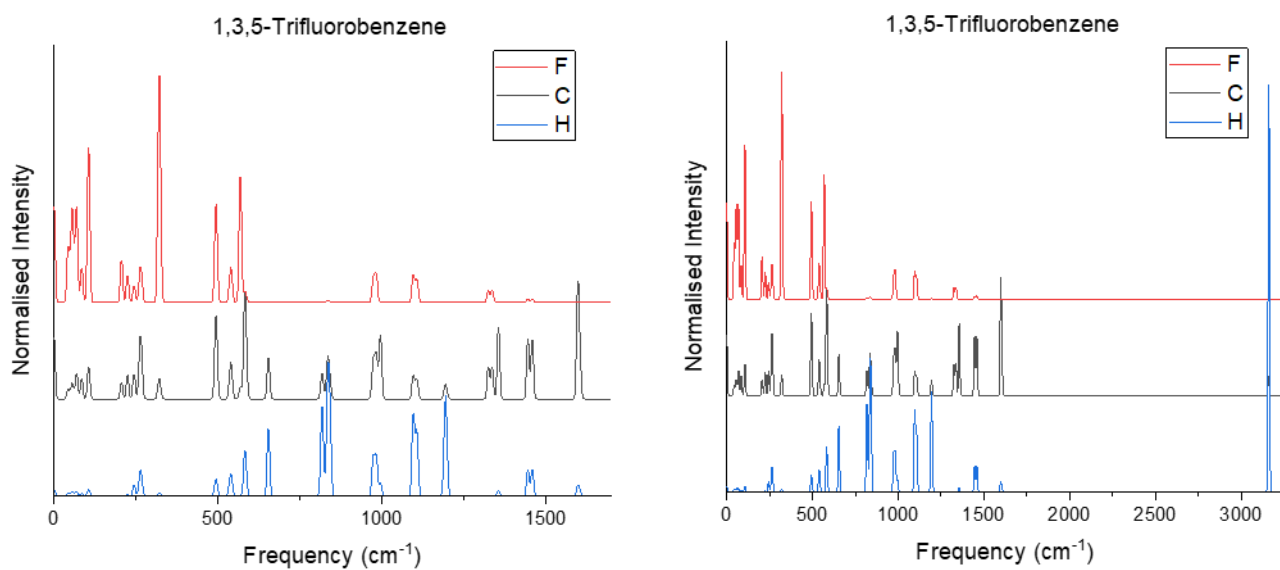 1,3,5-Trifluorobenzene
F
C
H
Normalised Intensity
0
500
1000
1500
Frequency (cm⁻¹)
1,3,5-Trifluorobenzene
F
C
H
Normalised Intensity
0
500
1000
1500
2000
2500
3000
Frequency (cm⁻¹)